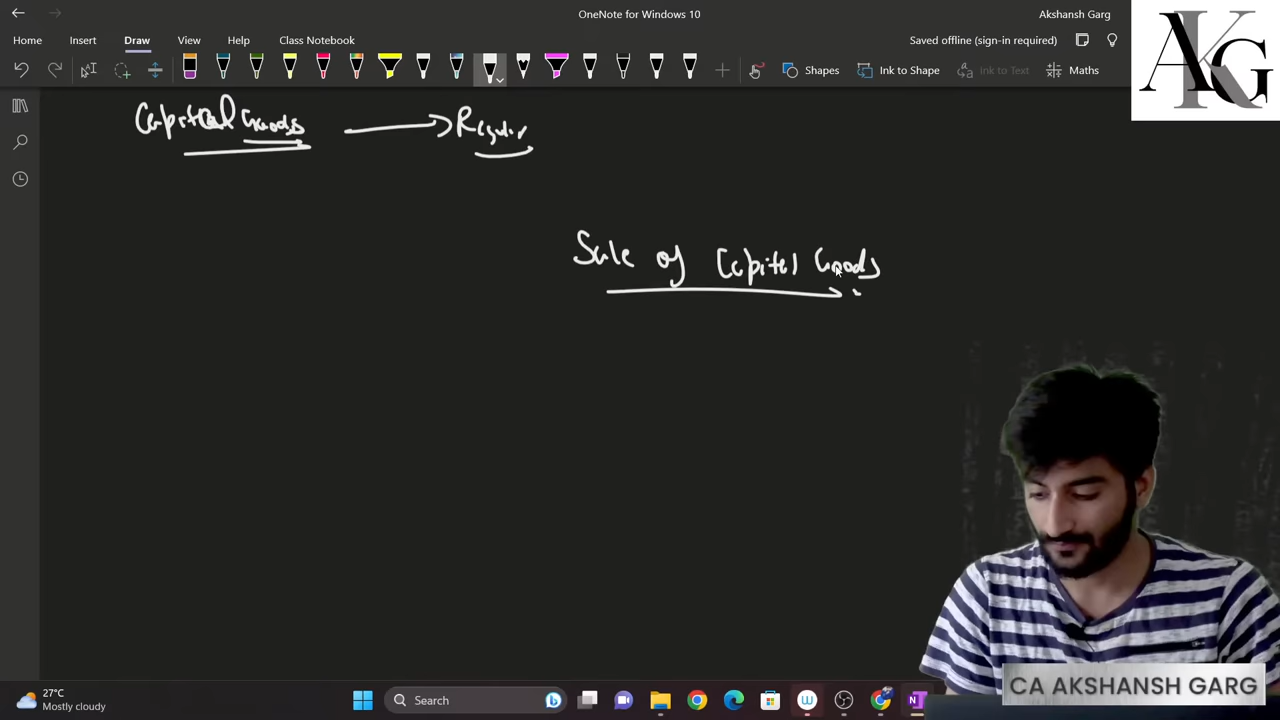 OneNote for Windows 10
Akshansh Garg
Home Insert Draw View Help Class Notebook
Saved offline (sign-in required)
Shapes Ink to Shape Ink to Text Maths
AKG
Capital Goods → Regular
Sale of Capital Goods
CA AKSHANSH GARG
27°C
Mostly cloudy
Search